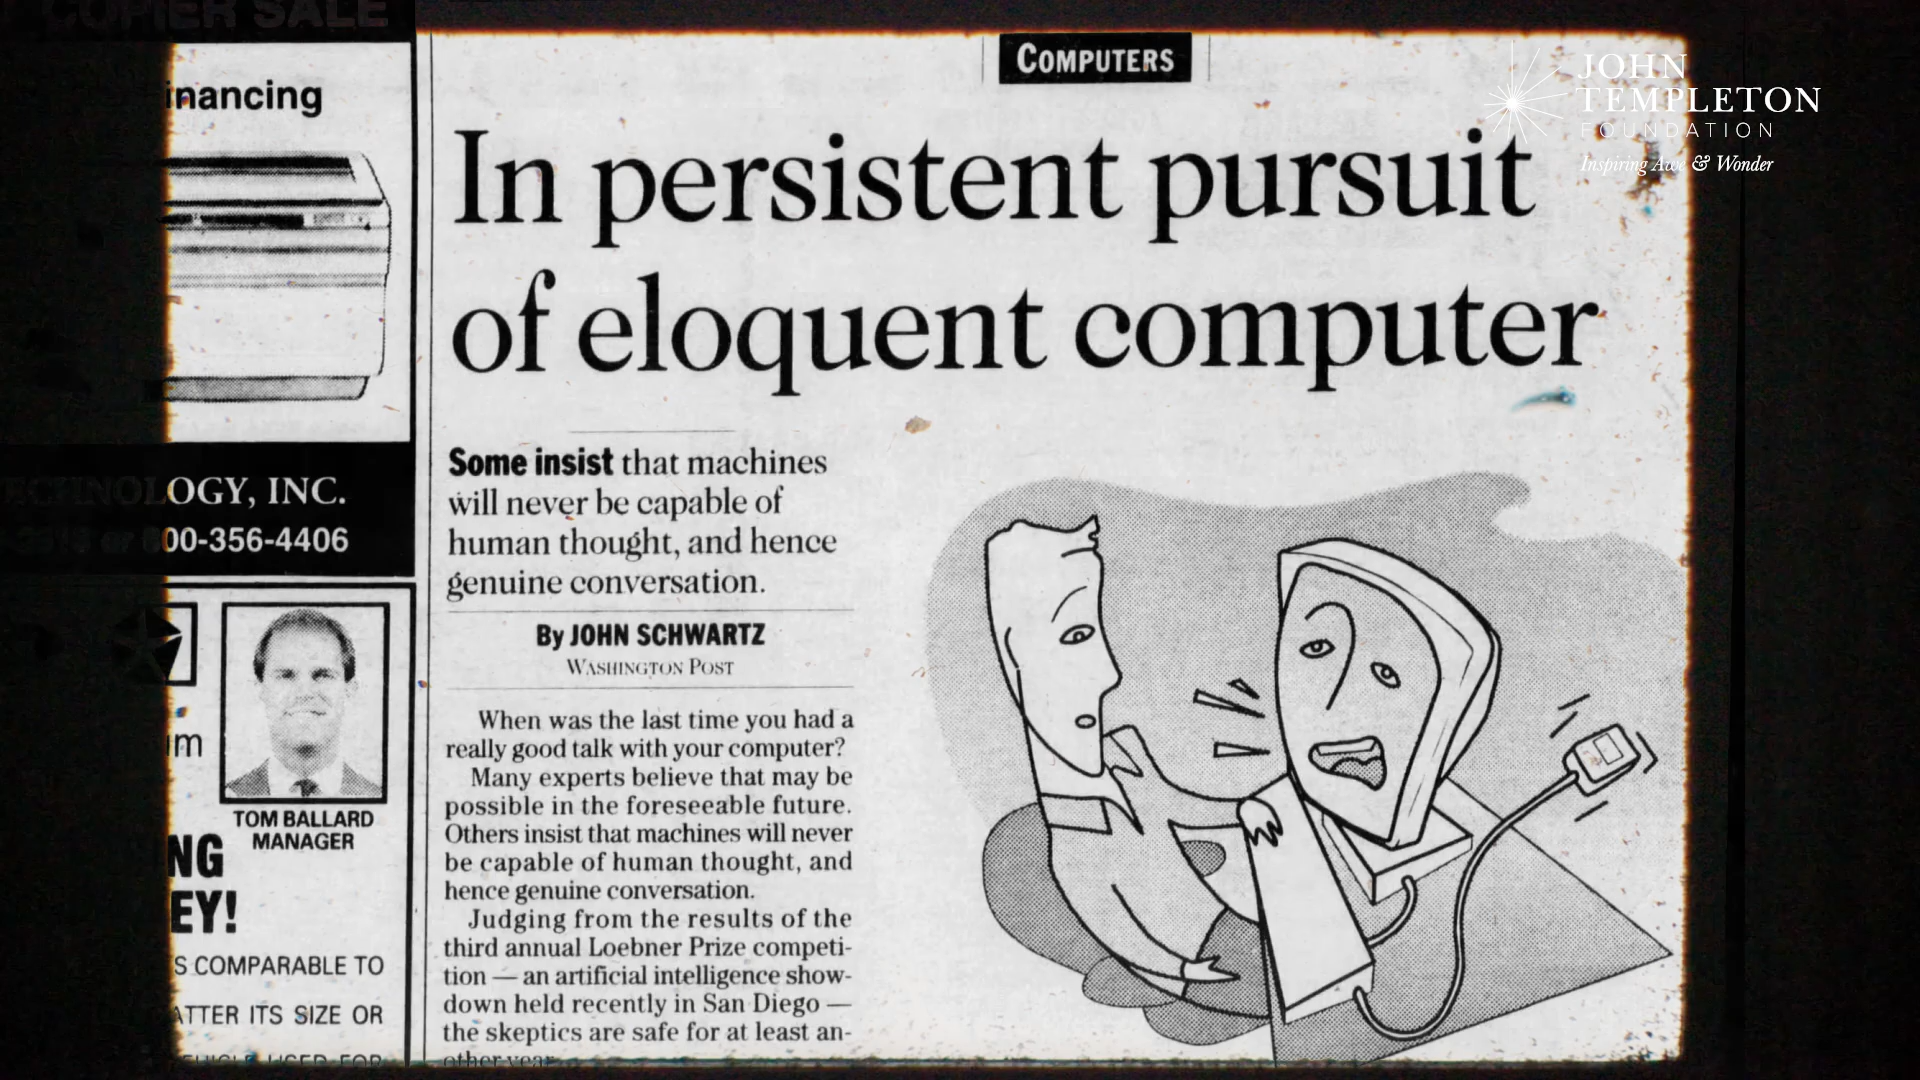 COPIER SALE
inancing
OGY, INC.
00-356-4406
im
TOM BALLARD
MANAGER
NG
EY!
S COMPARABLE TO
ATTER ITS SIZE OR
COMPUTERS
In persistent pursuit
of eloquent computer
Some insist that machines
will never be capable of
human thought, and hence
genuine conversation.
By JOHN SCHWARTZ
WASHINGTON POST
When was the last time you had a
really good talk with your computer?
Many experts believe that may be
possible in the foreseeable future.
Others insist that machines will never
be capable of human thought, and
hence genuine conversation.
Judging from the results of the
third annual Loebner Prize competi-
tion — an artificial intelligence show-
down held recently in San Diego —
the skeptics are safe for at least an-
other year.
JOHN
TEMPLETON
FOUNDATION
Inspiring Awe & Wonder